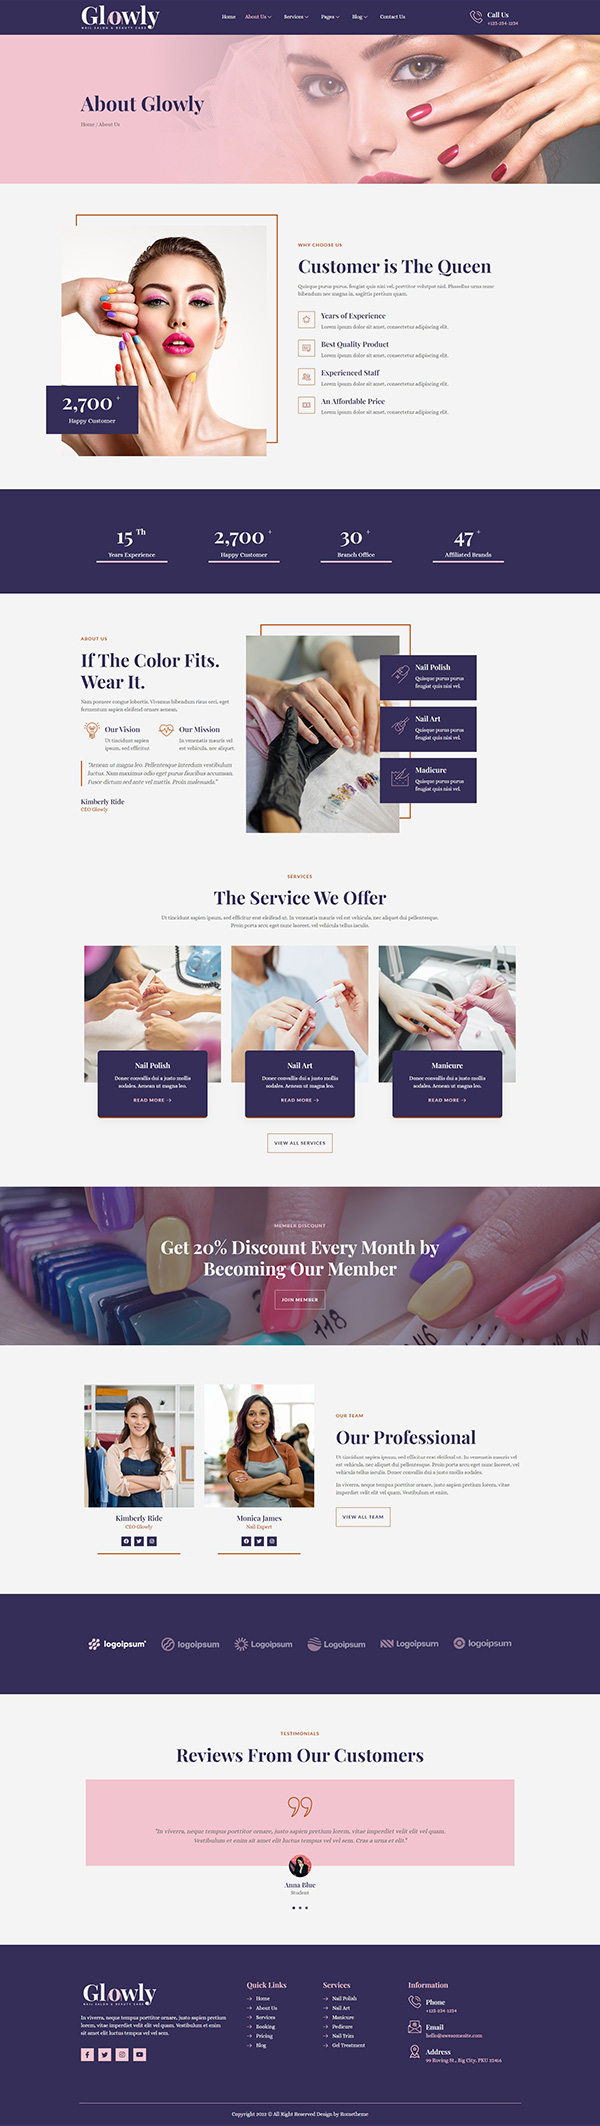 Glowly
NAIL SALON & BEAUTY CARE
Home About Us Services Pages Blog Contact Us
Call Us
+123-234-1234
About Glowly
Home / About Us
WHY CHOOSE US
Customer is The Queen
Quisque purus purus, feugiat quis nisi vel, porttitor volutpat nisl. Phasellus urna nunc
bibendum nec magna in, sagittis pretium quam.
Years of Experience
Lorem ipsum dolor sit amet, consectetur adipiscing elit.
Best Quality Product
Lorem ipsum dolor sit amet, consectetur adipiscing elit.
Experienced Staff
Lorem ipsum dolor sit amet, consectetur adipiscing elit.
An Affordable Price
Lorem ipsum dolor sit amet, consectetur adipiscing elit.
2,700 +
Happy Customer
15 Th
Years Experience
2,700 +
Happy Customer
30 +
Branch Office
47 +
Affiliated Brands
ABOUT US
If The Color Fits.
Wear It.
Nam posuere congue lobortis. Vivamus bibendum risus orci, eget
fermentum sapien eleifend ornare aenean.
Our Vision
Ut tincidunt sapien
ipsum, sed efficitur
Our Mission
In venenatis mauris vel
est vehicula, nec aliquet.
"Aenean ut magna leo. Pellentesque interdum vestibulum
luctus. Nam maximus odio eget purus faucibus accumsan.
Fusce dictum sed ante vel mattis. Proin malesuada."
Kimberly Ride
CEO Glowly
Nail Polish
Quisque purus purus
feugiat quis nisi vel.
Nail Art
Quisque purus purus
feugiat quis nisi vel.
Madicure
Quisque purus purus
feugiat quis nisi vel.
SERVICES
The Service We Offer
Ut tincidunt sapien ipsum, sed efficitur erat eleifend ut. In venenatis mauris vel est vehicula, nec aliquet dui pellentesque.
Proin porta arcu eget nunc laoreet, vel vehicula tellus iaculis.
Nail Polish
Donec convallis dui a justo mollis
sodales. Aenean ut magna leo.
READ MORE
Nail Art
Donec convallis dui a justo mollis
sodales. Aenean ut magna leo.
READ MORE
Manicure
Donec convallis dui a justo mollis
sodales. Aenean ut magna leo.
READ MORE
VIEW ALL SERVICES
MEMBER DISCOUNT
Get 20% Discount Every Month by
Becoming Our Member
JOIN MEMBER
118
Kimberly Ride
CEO Glowly
Monica James
Nail Expert
OUR TEAM
Our Professional
Ut tincidunt sapien ipsum, sed efficitur erat eleifend ut. In venenatis mauris vel
est vehicula, nec aliquet dui pellentesque. Proin porta arcu eget nunc laoreet, vel
vehicula tellus iaculis. Donec convallis dui a justo mollis sodales.
In viverra, neque tempus porttitor ornare, justo sapien pretium lorem, vitae
imperdiet velit elit vel quam. Vestibulum et enim.
VIEW ALL TEAM
logoipsum
logoipsum
Logoipsum
Logoipsum
Logoipsum
logoipsum
TESTIMONIALS
Reviews From Our Customers
"In viverra, neque tempus porttitor ornare, justo sapien pretium lorem, vitae imperdiet velit elit vel quam.
Vestibulum et enim sit amet elit luctus tempus vel vel sem. Cras a urna et elit."
Anna Blue
Student
Glowly
NAIL SALON & BEAUTY CARE
In viverra, neque tempus porttitor ornare, justo sapien
pretium lorem, vitae imperdiet velit elit vel quam. Vestibulum et enim
sit amet elit luctus tempus vel vel sem.
Quick Links
Home
About Us
Services
Booking
Pricing
Blog
Services
Nail Polish
Nail Art
Manicure
Pedicure
Nail Trim
Gel Treatment
Information
Phone
+123-234-1234
Email
hello@awesomesite.com
Address
99 Roving St., Big City, PKU 23456
Copyright 2022 © All Right Reserved Design by Rometheme